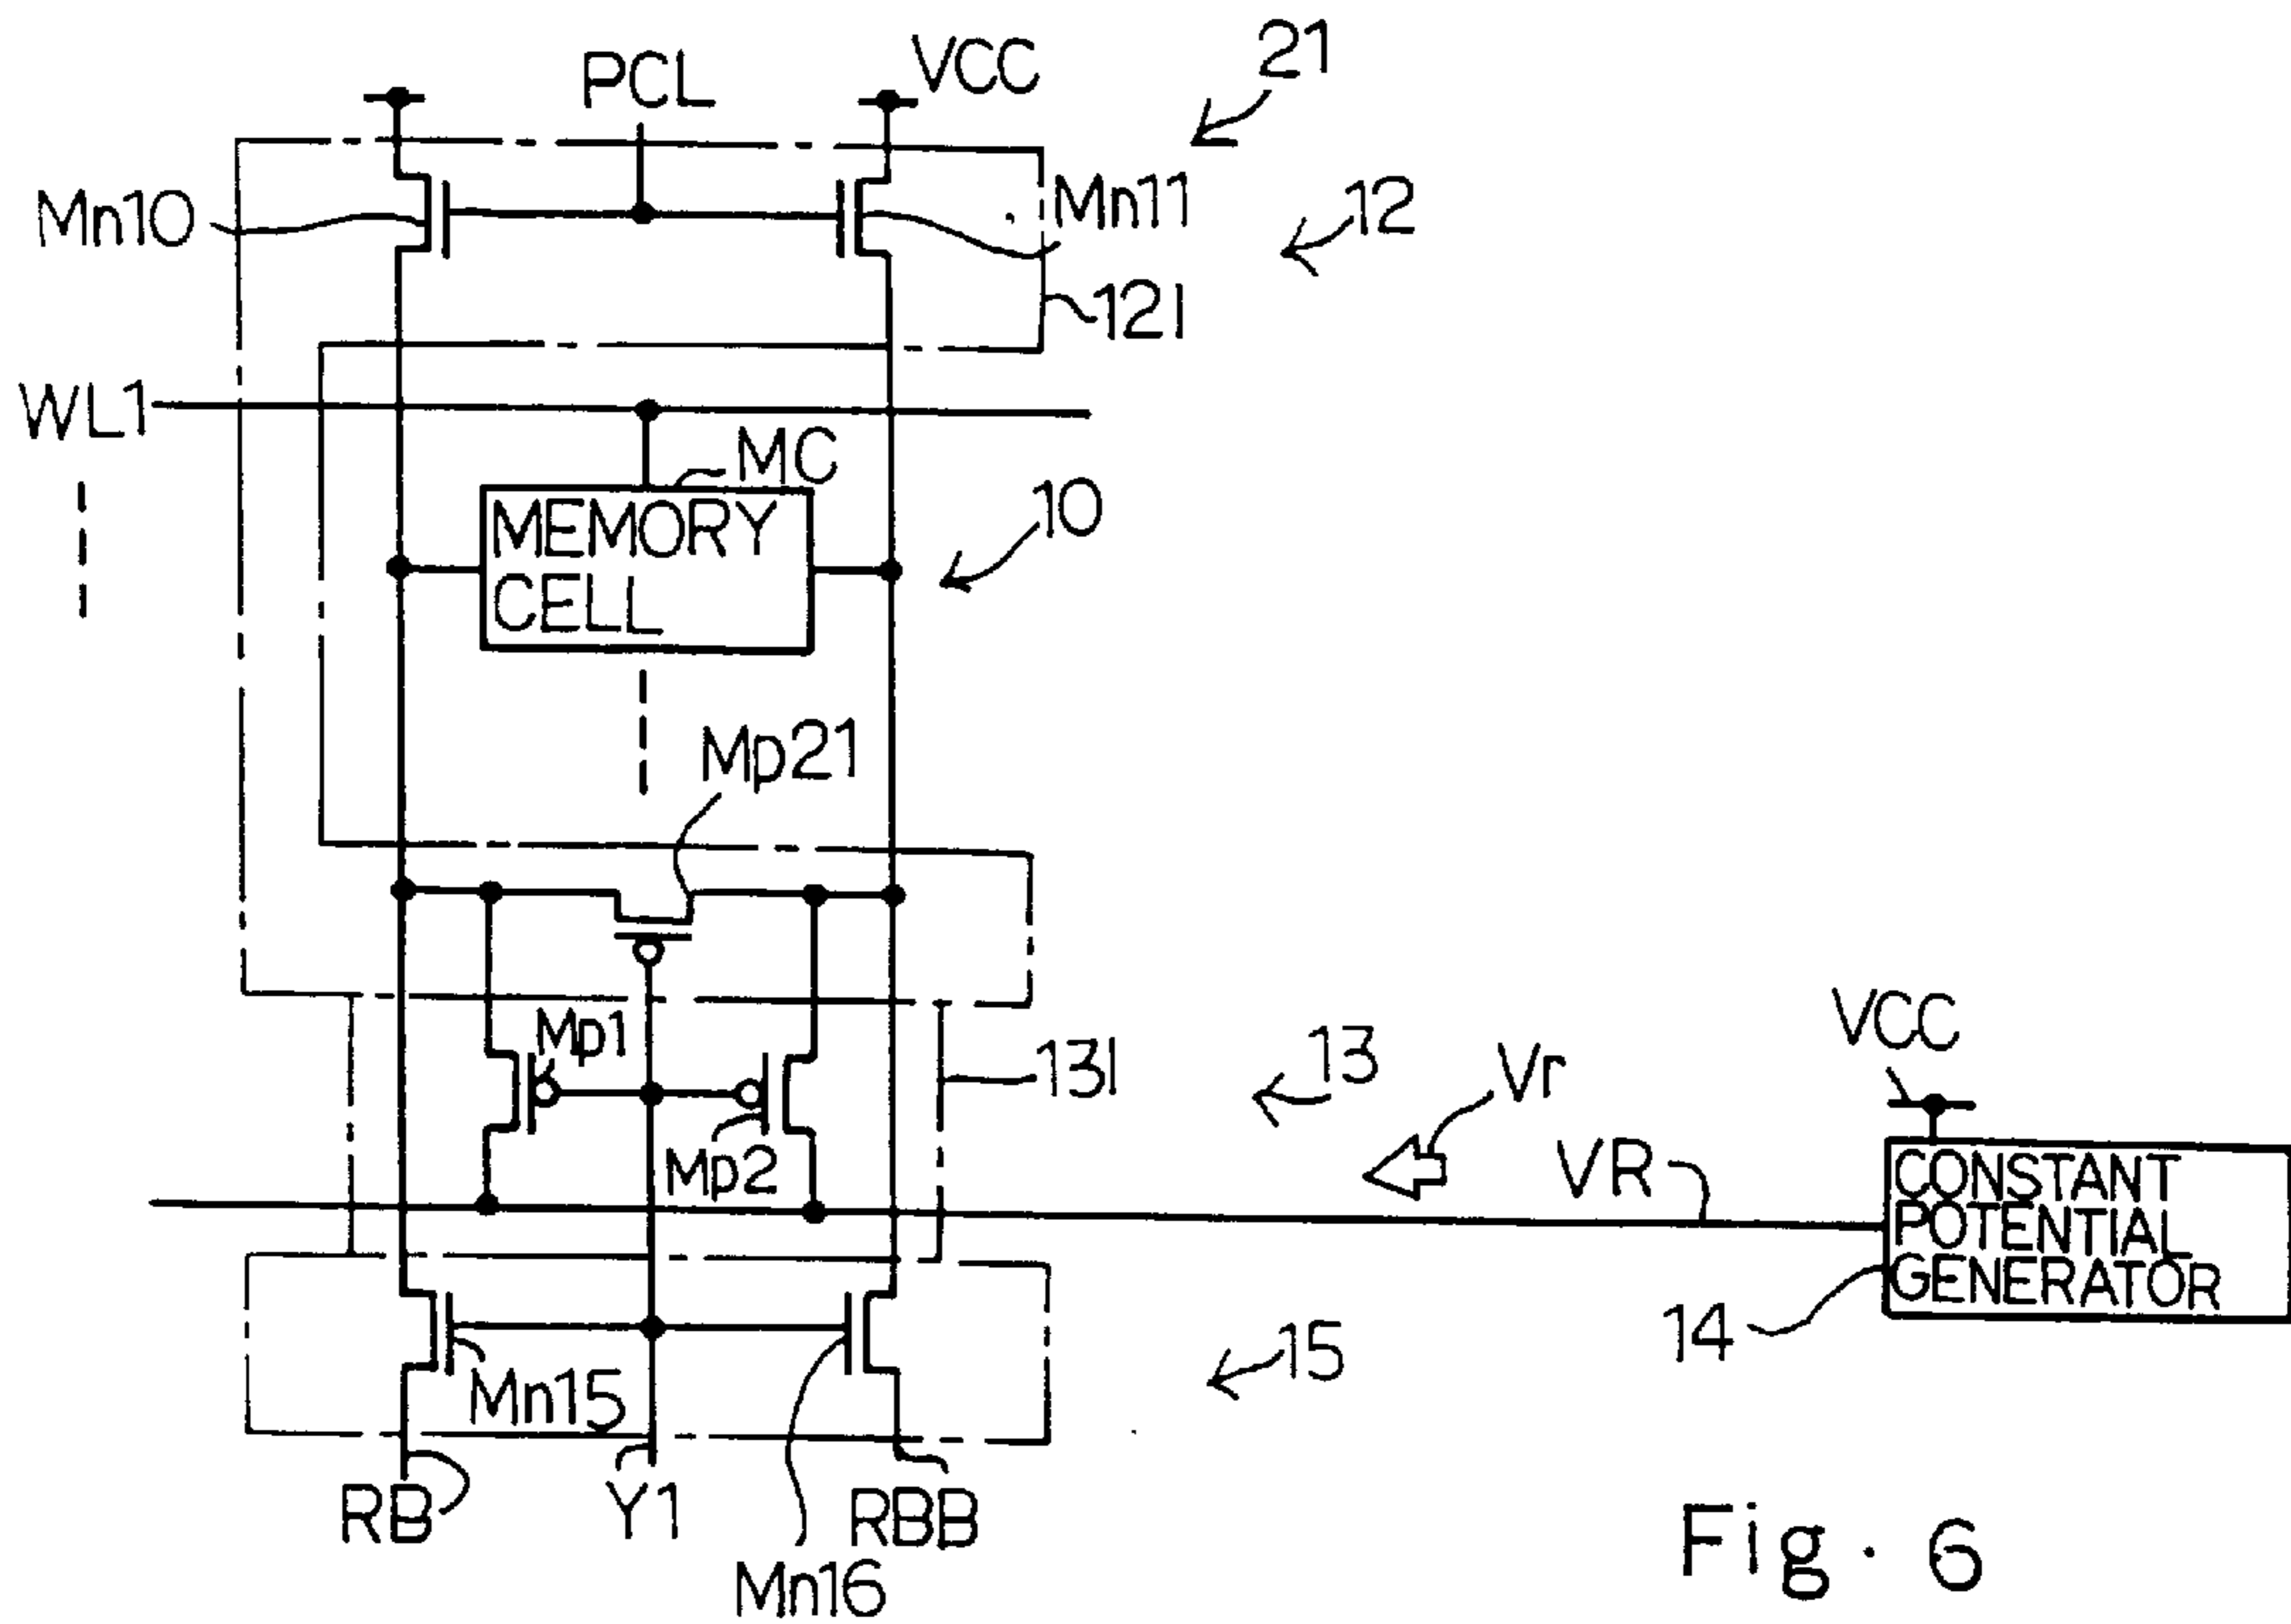 PCL
VCC
21
Mn10
Mn11
12
121
WL1
MC
MEMORY
CELL
10
Mp21
Mp1
131
13
Vr
VCC
Mp2
VR
CONSTANT
POTENTIAL
GENERATOR
14
15
Mn15
RB
Y1
RBB
Mn16
Fig. 6